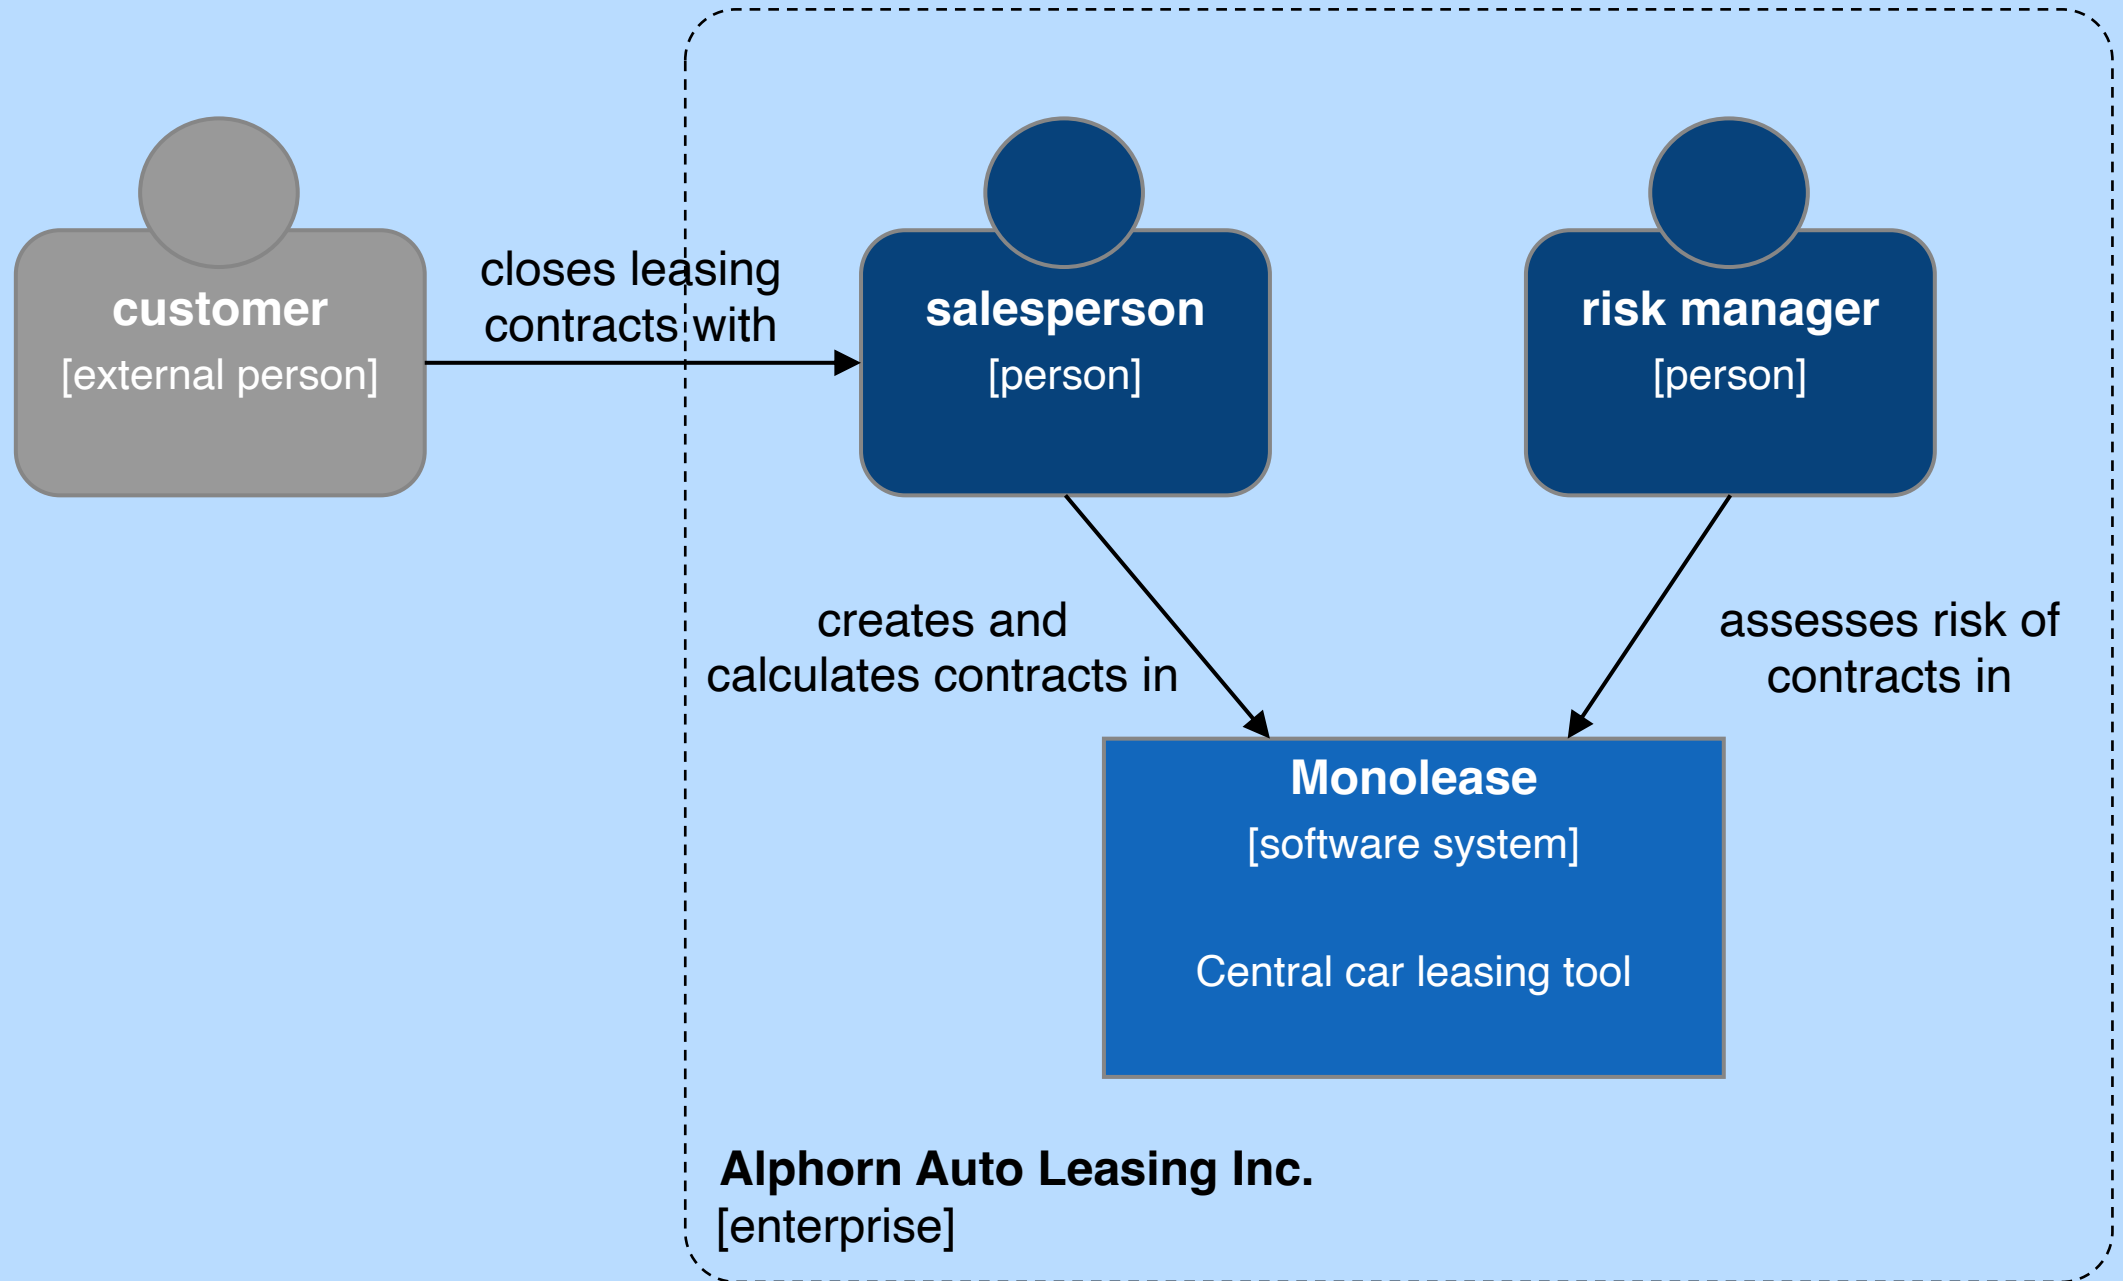 customer
[external person]
closes leasing
contracts with
salesperson
[person]
risk manager
[person]
creates and
calculates contracts in
assesses risk of
contracts in
Monolease
[software system]
Central car leasing tool
Alphorn Auto Leasing Inc.
[enterprise]